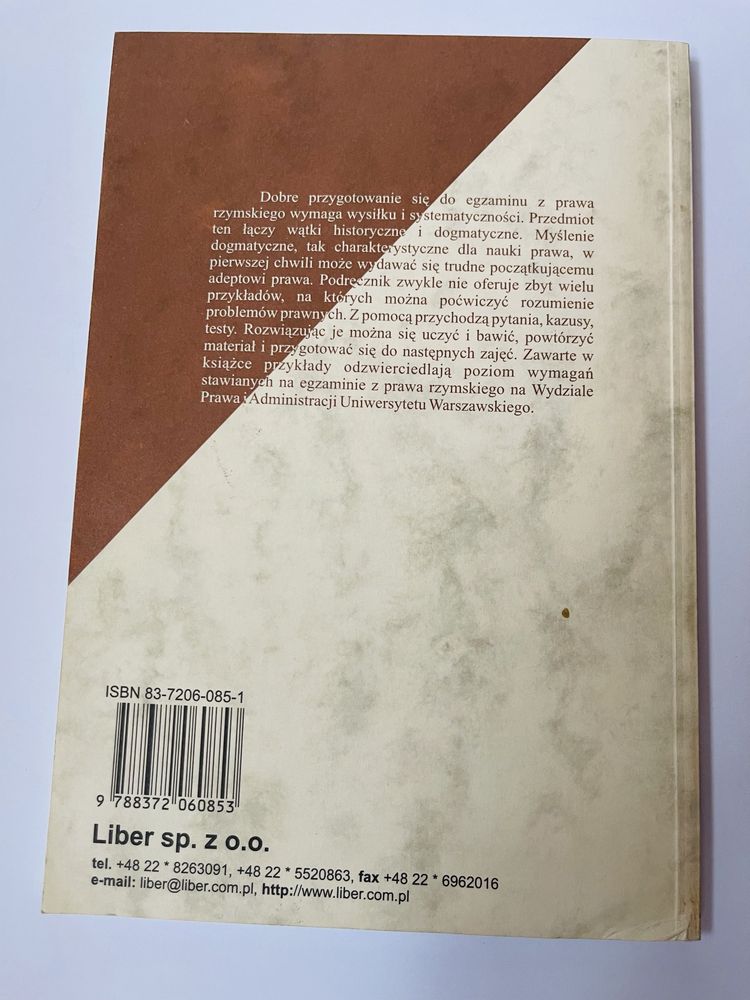 Dobre przygotowanie się do egzaminu z prawa
rzymskiego wymaga wysiłku i systematyczności. Przedmiot
ten łączy wątki historyczne i dogmatyczne. Myślenie
dogmatyczne, tak charakterystyczne dla nauki prawa, w
pierwszej chwili może wydawać się trudne początkującemu
adeptowi prawa. Podręcznik zwykle nie oferuje zbyt wielu
przykładów, na których można poćwiczyć rozumienie
problemów prawnych. Z pomocą przychodzą pytania, kazusy,
testy. Rozwiązując je można się uczyć i bawić, powtórzyć
materiał i przygotować się do następnych zajęć. Zawarte w
książce przykłady odzwierciedlają poziom wymagań
stawianych na egzaminie z prawa rzymskiego na Wydziale
Prawa i Administracji Uniwersytetu Warszawskiego.
ISBN 83-7206-085-1
9 788372 060853
Liber sp. z o.o.
tel. +48 22 * 8263091, +48 22 * 5520863, fax +48 22 * 6962016
e-mail: liber@liber.com.pl, http://www.liber.com.pl